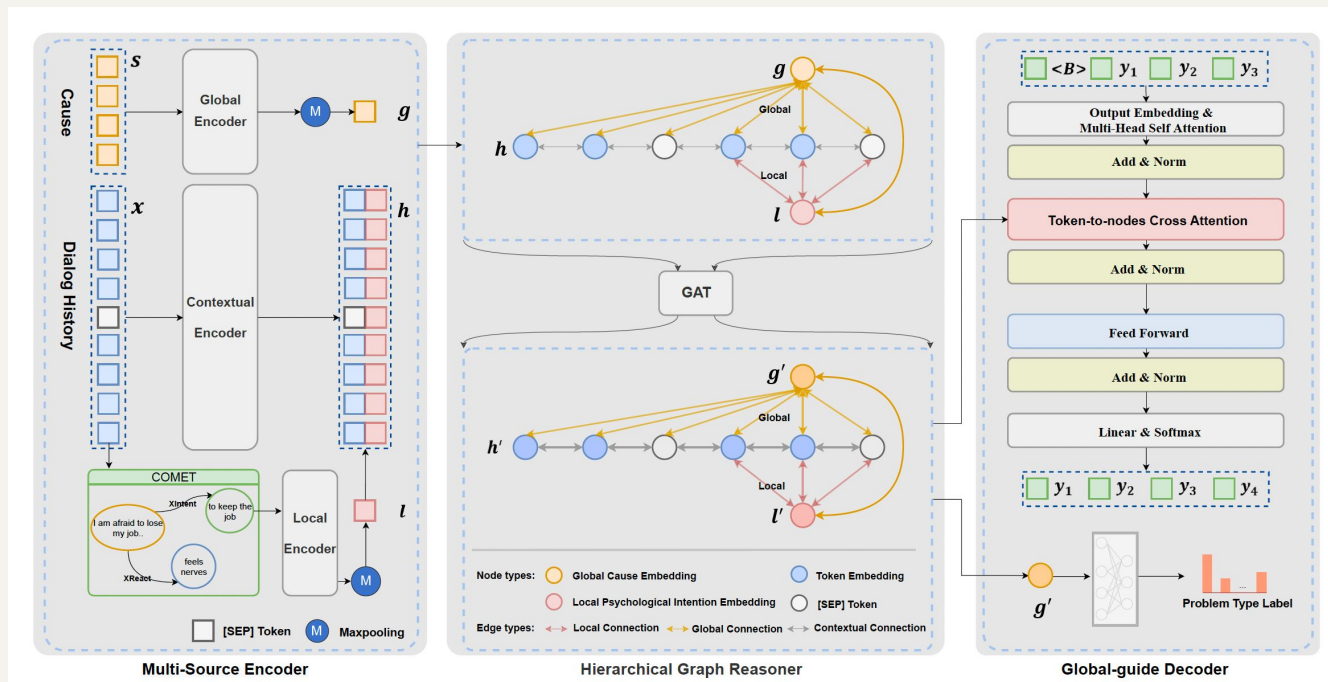 Cause
s
Global
Encoder
M
g
Dialog History
x
Contextual
Encoder
h
COMET
I am afraid to lose
my job..
XIntent
to keep the
job
XReact
feels
nerves
Local
Encoder
l
M
[SEP] Token
M
Maxpooling
Multi-Source Encoder
g
Global
h
Local
l
GAT
g′
Global
h′
Local
l′
Node types:
Global Cause Embedding
Token Embedding
Local Psychological Intention Embedding
[SEP] Token
Edge types:
Local Connection
Global Connection
Contextual Connection
Hierarchical Graph Reasoner
<B> y1 y2 y3
Output Embedding &
Multi-Head Self Attention
Add & Norm
Token-to-nodes Cross Attention
Add & Norm
Feed Forward
Add & Norm
Linear & Softmax
y1 y2 y3 y4
g′
...
Problem Type Label
Global-guide Decoder